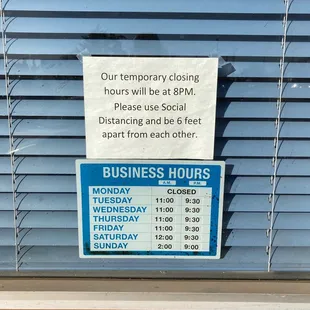 Our temporary closing
hours will be at 8PM.
Please use Social
Distancing and be 6 feet
apart from each other.
BUSINESS HOURS
A.M. P.M.
MONDAY CLOSED
TUESDAY 11:00 9:30
WEDNESDAY 11:00 9:30
THURSDAY 11:00 9:30
FRIDAY 11:00 9:30
SATURDAY 12:00 9:30
SUNDAY 2:00 9:00